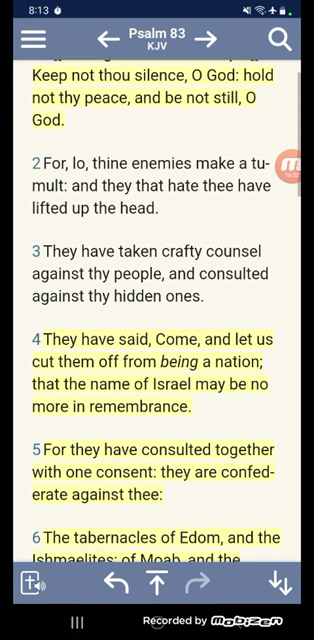 8:13
Psalm 83
KJV
Keep not thou silence, O God: hold
not thy peace, and be not still, O
God.
2 For, lo, thine enemies make a tu-
mult: and they that hate thee have
lifted up the head.
3 They have taken crafty counsel
against thy people, and consulted
against thy hidden ones.
4 They have said, Come, and let us
cut them off from being a nation;
that the name of Israel may be no
more in remembrance.
5 For they have consulted together
with one consent: they are confed-
erate against thee:
6 The tabernacles of Edom, and the
Ishmaelites; of Moab, and the
Recorded by Mobizen